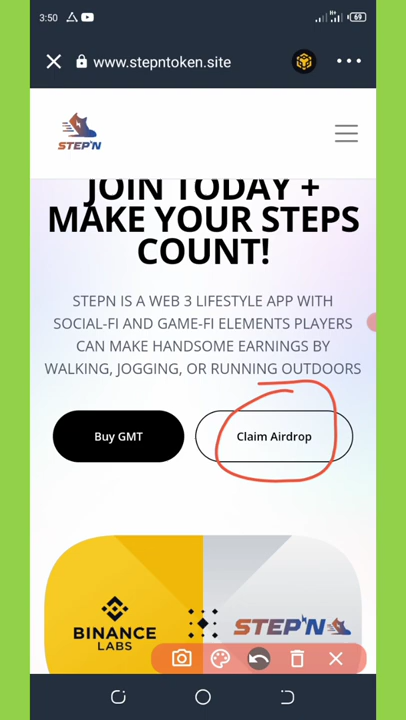 3:50
69
www.stepntoken.site
STEP'N
JOIN TODAY +
MAKE YOUR STEPS
COUNT!
STEPN IS A WEB 3 LIFESTYLE APP WITH
SOCIAL-FI AND GAME-FI ELEMENTS PLAYERS
CAN MAKE HANDSOME EARNINGS BY
WALKING, JOGGING, OR RUNNING OUTDOORS
Buy GMT
Claim Airdrop
BINANCE
LABS
STEP'N